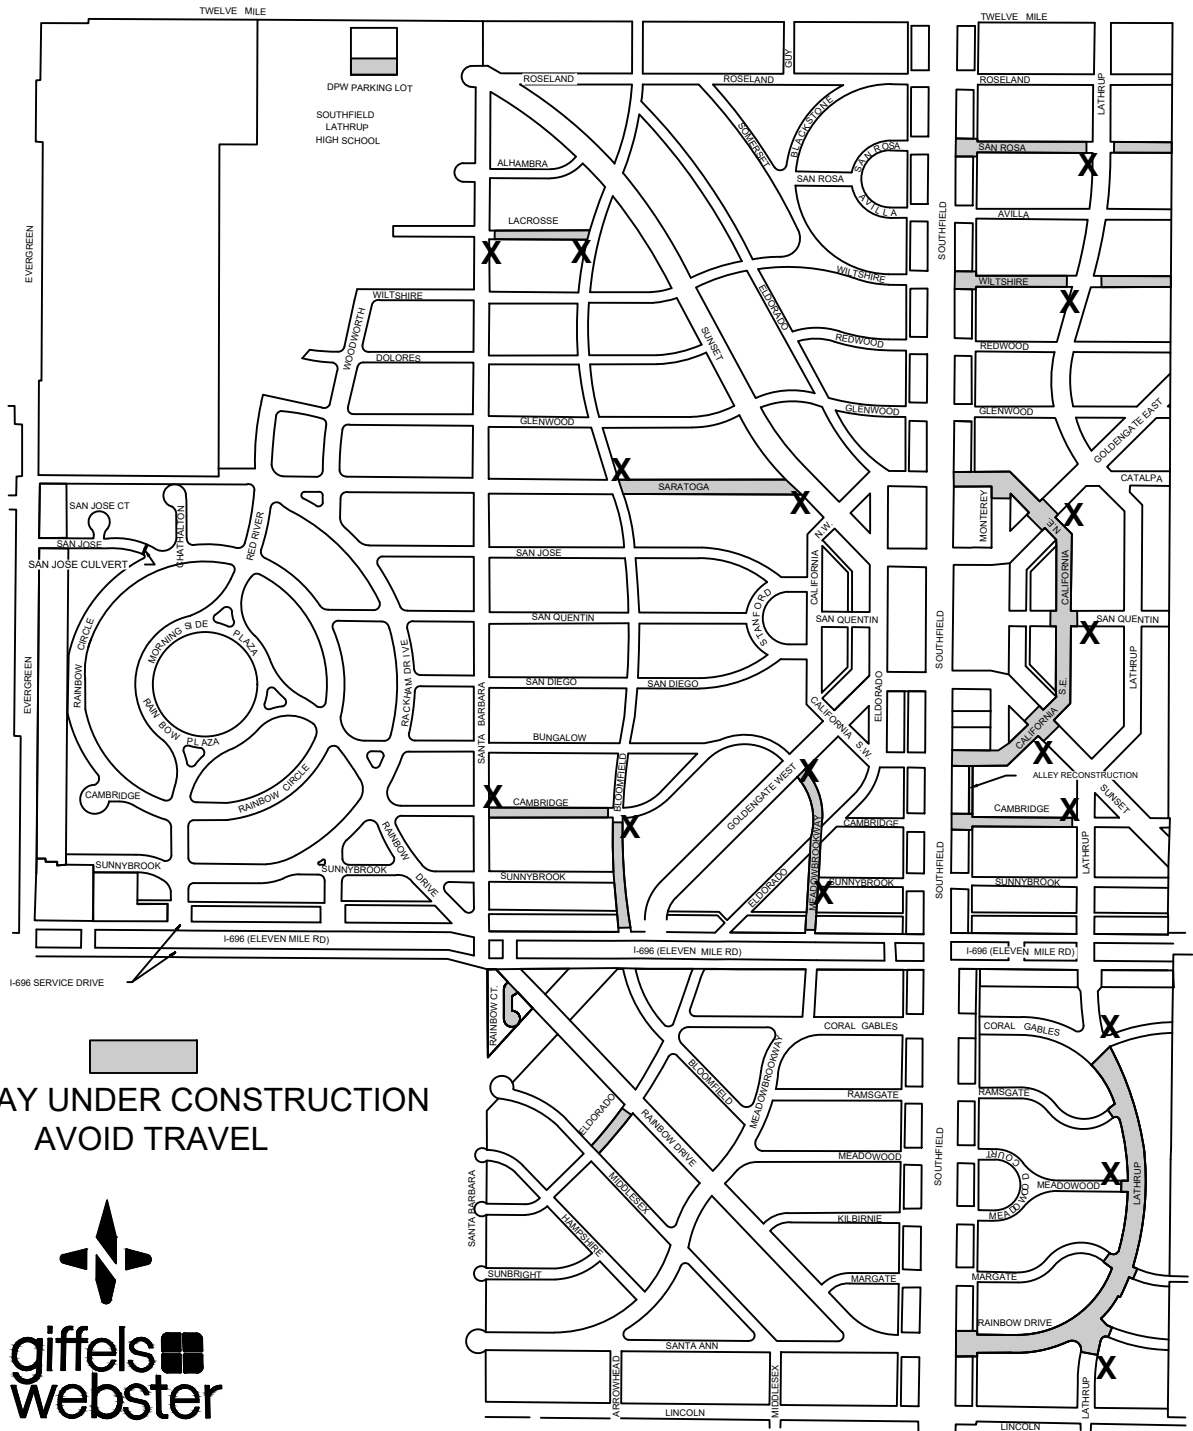 TWELVE MILE
TWELVE MILE
DPW PARKING LOT
SOUTHFIELD
LATHRUP
HIGH SCHOOL
GUY
ROSELAND
ROSELAND
ROSELAND
LATHRUP
BLACKSTONE
SOMERSET
SAN ROSA
SAN ROSA
SAN ROSA
X
ALHAMBRA
AVILLA
AVILLA
LACROSSE
X
X
EVERGREEN
SOUTHFIELD
WILTSHIRE
WILTSHIRE
WILTSHIRE
X
WOODWORTH
ELDORADO
SUNSET
REDWOOD
REDWOOD
DOLORES
GLENWOOD
GLENWOOD
GLENWOOD
GOLDENGATE EAST
X
SARATOGA
X
CATALPA
SAN JOSE CT
CHATHALTON
RED RIVER
MONTEREY
N.E.
X
SAN JOSE
SAN JOSE CULVERT
SAN JOSE
N.W.
CALIFORNIA
CALIFORNIA
RAINBOW CIRCLE
MORNING SIDE
PLAZA
STANFORD
SAN QUENTIN
SAN QUENTIN
SAN QUENTIN
X
SOUTHFIELD
EVERGREEN
RACKHAM DRIVE
SAN DIEGO
SAN DIEGO
ELDORADO
S.E.
LATHRUP
RAIN BOW
PLAZA
SANTA BARBARA
BUNGALOW
CALIFORNIA S.W.
CALIFORNIA
X
RAINBOW CIRCLE
CAMBRIDGE
X
CAMBRIDGE
BLOOMFIELD
X
GOLDENGATE WEST
X
ALLEY RECONSTRUCTION
CAMBRIDGE
X
SUNSET
CAMBRIDGE
MEADOWBROOKWAY
LATHRUP
RAINBOW
DRIVE
SUNNYBROOK
SUNNYBROOK
SUNNYBROOK
ELDORADO
SUNNYBROOK
X
SOUTHFIELD
SUNNYBROOK
I-696 (ELEVEN MILE RD)
I-696 (ELEVEN MILE RD)
I-696 (ELEVEN MILE RD)
I-696 SERVICE DRIVE
RAINBOW CT.
CORAL GABLES
CORAL GABLES
X
AY UNDER CONSTRUCTION
AVOID TRAVEL
BLOOMFIELD
MEADOWBROOKWAY
RAMSGATE
RAMSGATE
ELDORADO
RAINBOW DRIVE
MEADOWOOD
SOUTHFIELD
COURT
MEADOWOOD
MEADOWOOD
X
LATHRUP
SANTA BARBARA
MIDDLESEX
HAMPSHIRE
KILBIRNIE
SUNBRIGHT
MARGATE
MARGATE
RAINBOW DRIVE
SANTA ANN
X
ARROWHEAD
MIDDLESEX
LATHRUP
LINCOLN
LINCOLN
N
giffels
webster